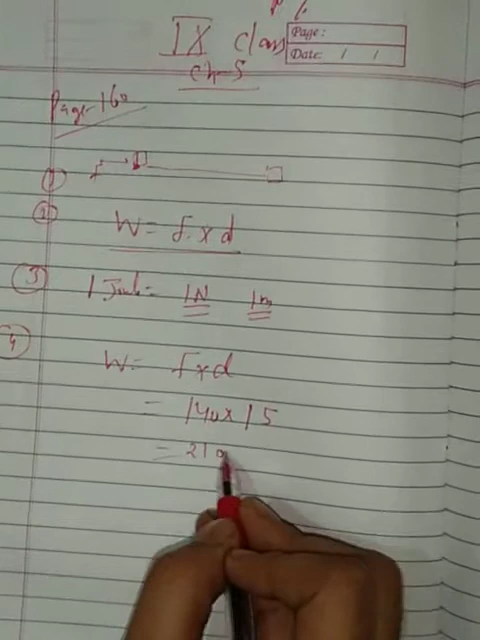 IX class
Page:
Date: / /
Ch-5
Page-160
①
② W = F x d
③ 1 Joule = 1N 1m
④ W = F x d
= 140 x 15
= 210